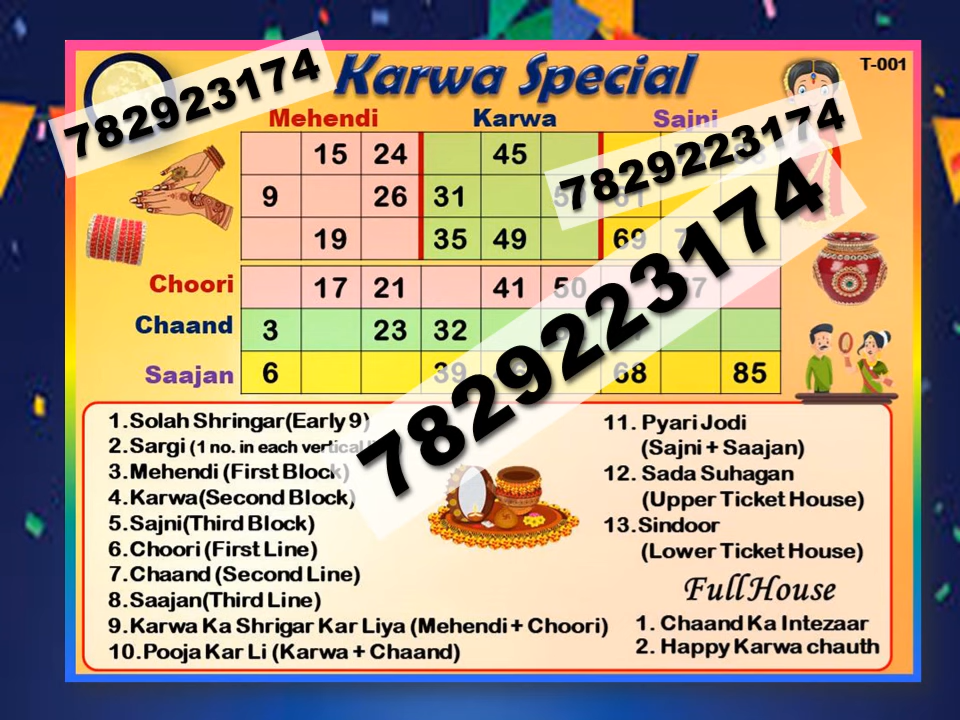 782923174
Karwa Special
T-001
Mehendi Karwa Sajni
7829223174
15 24 45
9 26 31
19 35 49 69
7829223174
Choori 17 21 41 50
Chaand 3 23 32
Saajan 6 39 68 85
1.Solah Shringar(Early 9)
2.Sargi (1 no. in each vertical
3.Mehendi (First Block)
4.Karwa(Second Block)
5.Sajni(Third Block)
6.Choori (First Line)
7.Chaand (Second Line)
8.Saajan(Third Line)
9.Karwa Ka Shrigar Kar Liya (Mehendi + Choori)
10.Pooja Kar Li (Karwa + Chaand)
11. Pyari Jodi
(Sajni + Saajan)
12. Sada Suhagan
(Upper Ticket House)
13.Sindoor
(Lower Ticket House)
Full House
1. Chaand Ka Intezaar
2. Happy Karwa chauth